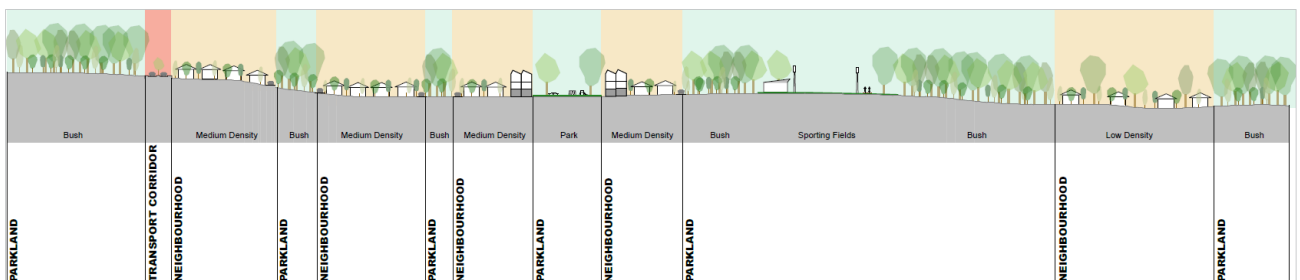 Bush
Medium Density
Bush
Medium Density
Bush
Medium Density
Park
Medium Density
Bush
Sporting Fields
Bush
Low Density
Bush
PARKLAND
TRANSPORT CORRIDOR
NEIGHBOURHOOD
PARKLAND
NEIGHBOURHOOD
PARKLAND
NEIGHBOURHOOD
PARKLAND
NEIGHBOURHOOD
PARKLAND
NEIGHBOURHOOD
PARKLAND